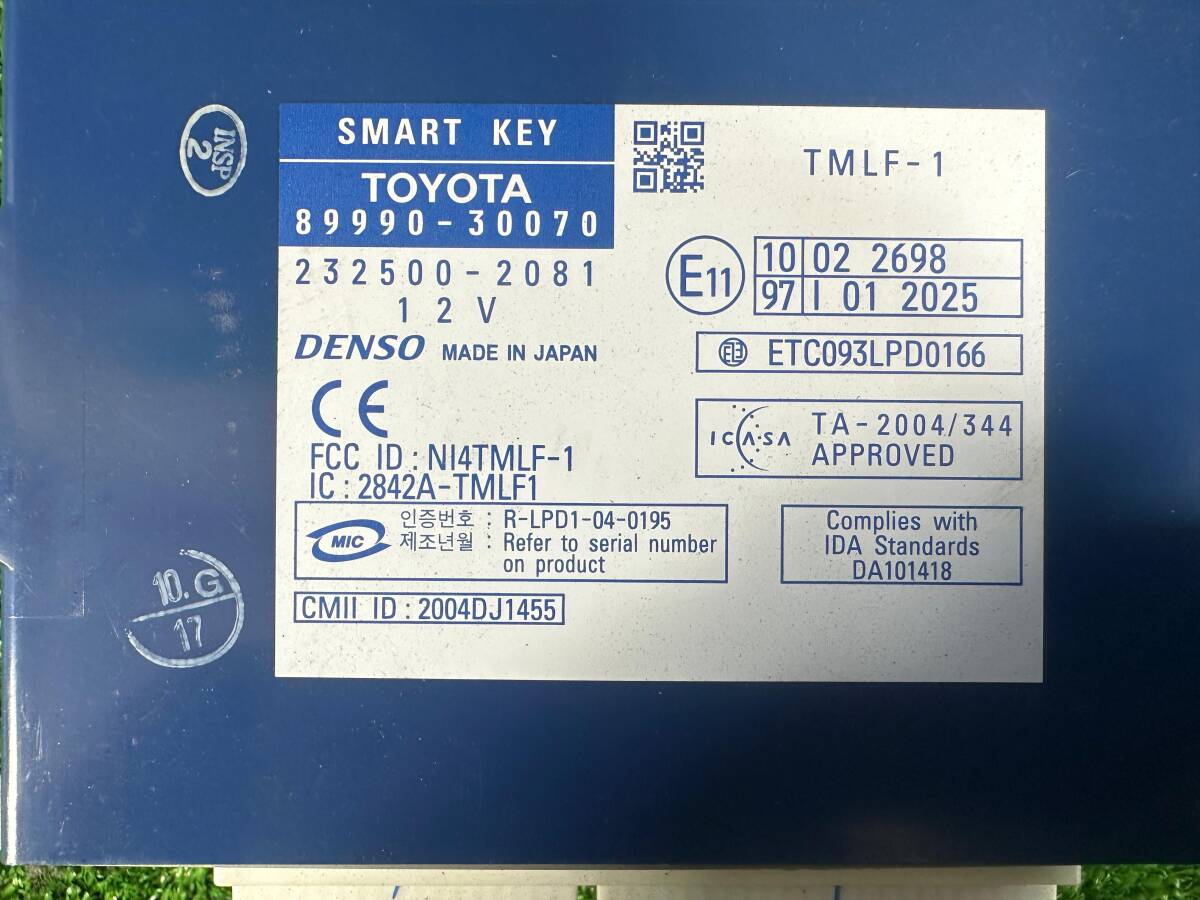 SMART KEY
TOYOTA
89990-30070
232500-2081
12V
DENSO MADE IN JAPAN
CE
FCC ID : NI4TMLF-1
IC : 2842A-TMLF1
MIC
인증번호 : R-LPD1-04-0195
제조년월 : Refer to serial number
on product
CMII ID : 2004DJ1455
TMLF-1
E11
10 02 2698
97 I 01 2025
ETC093LPD0166
ICASA
TA-2004/344
APPROVED
Complies with
IDA Standards
DA101418
INSP
2
10.G
17